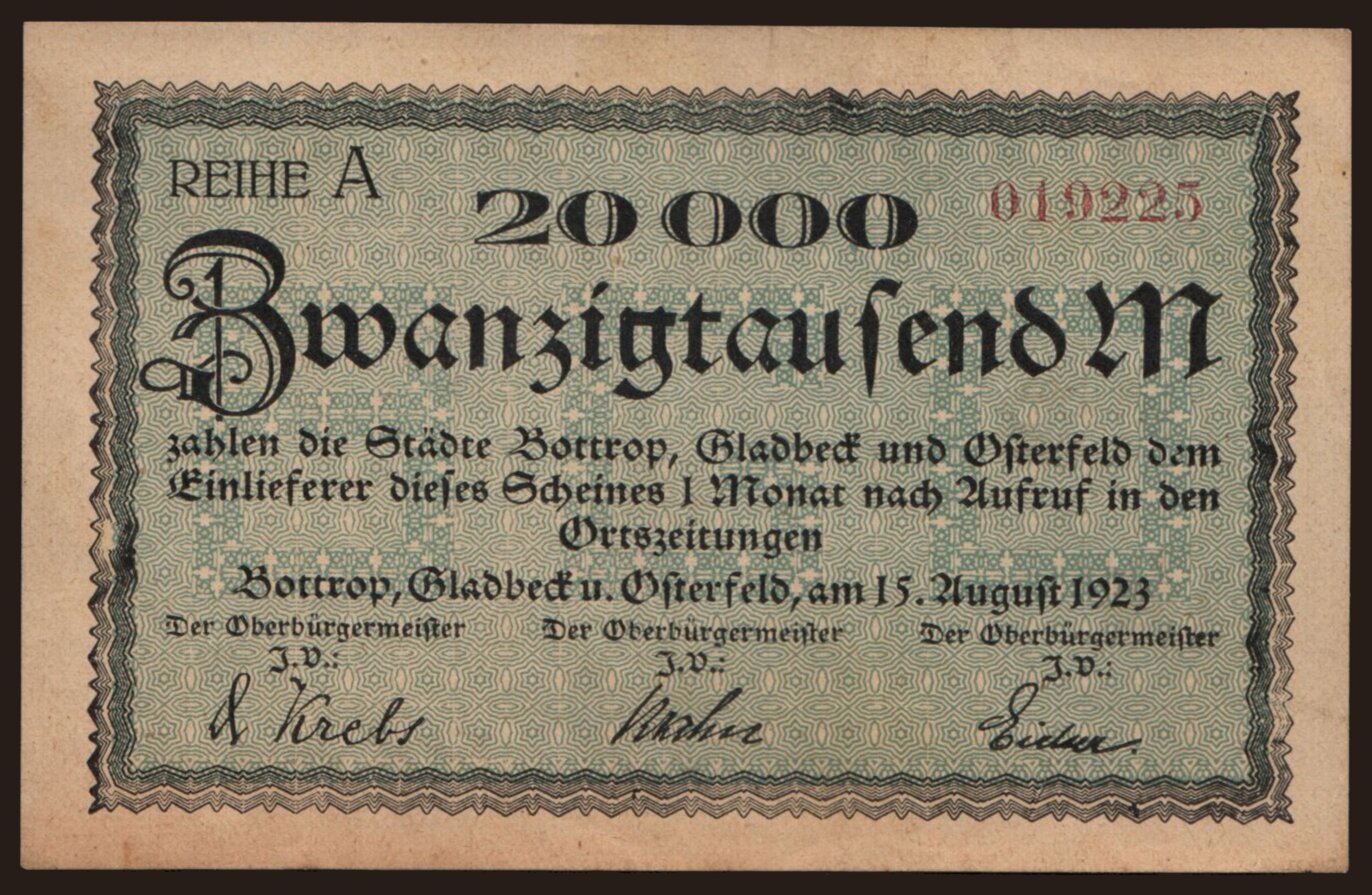 REIHE A
20 000
019225
Zwanzigtausend M
zahlen die Städte Bottrop, Gladbeck und Osterfeld dem
Einlieferer dieses Scheines 1 Monat nach Aufruf in den
Ortszeitungen
Bottrop, Gladbeck u. Osterfeld, am 15. August 1923
Der Oberbürgermeister Der Oberbürgermeister Der Oberbürgermeister
J.V.: J.V.: J.V.:
Krebs